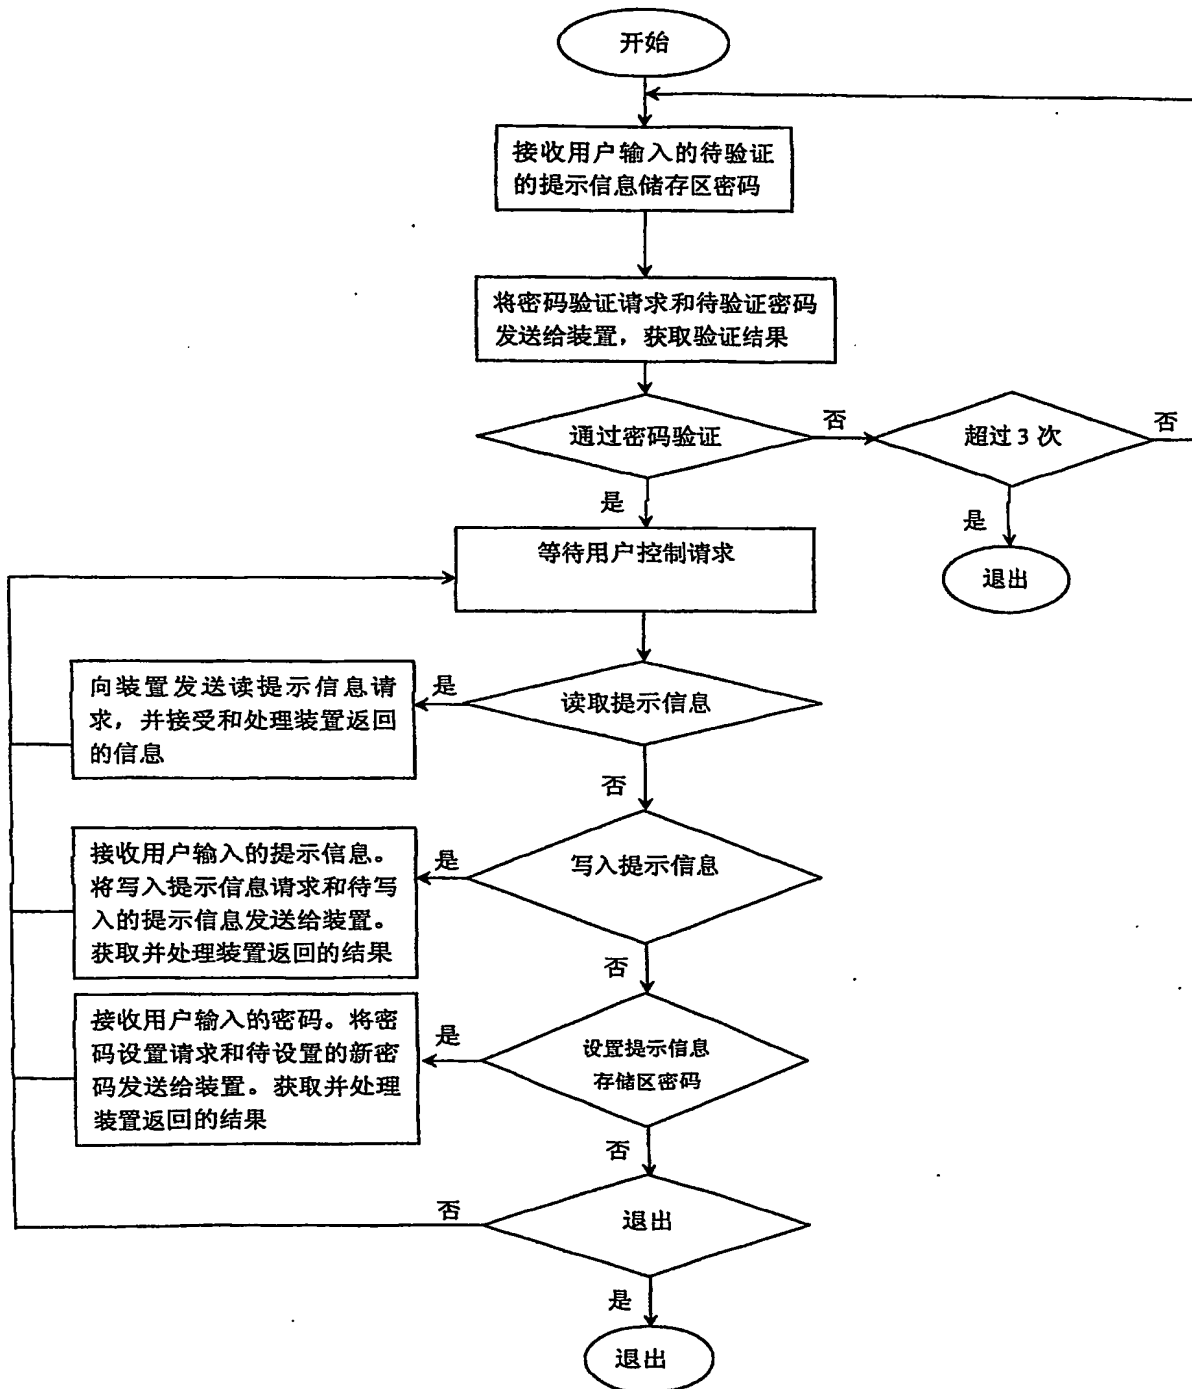 开始
接收用户输入的待验证
的提示信息储存区密码
将密码验证请求和待验证密码
发送给装置，获取验证结果
通过密码验证
否
超过 3 次
否
是
是
退出
等待用户控制请求
读取提示信息
是
向装置发送读提示信息请
求，并接受和处理装置返回
的信息
否
写入提示信息
是
接收用户输入的提示信息。
将写入提示信息请求和待写
入的提示信息发送给装置。
获取并处理装置返回的结果
否
设置提示信息
存储区密码
是
接收用户输入的密码。将密
码设置请求和待设置的新密
码发送给装置。获取并处理
装置返回的结果
否
退出
否
是
退出